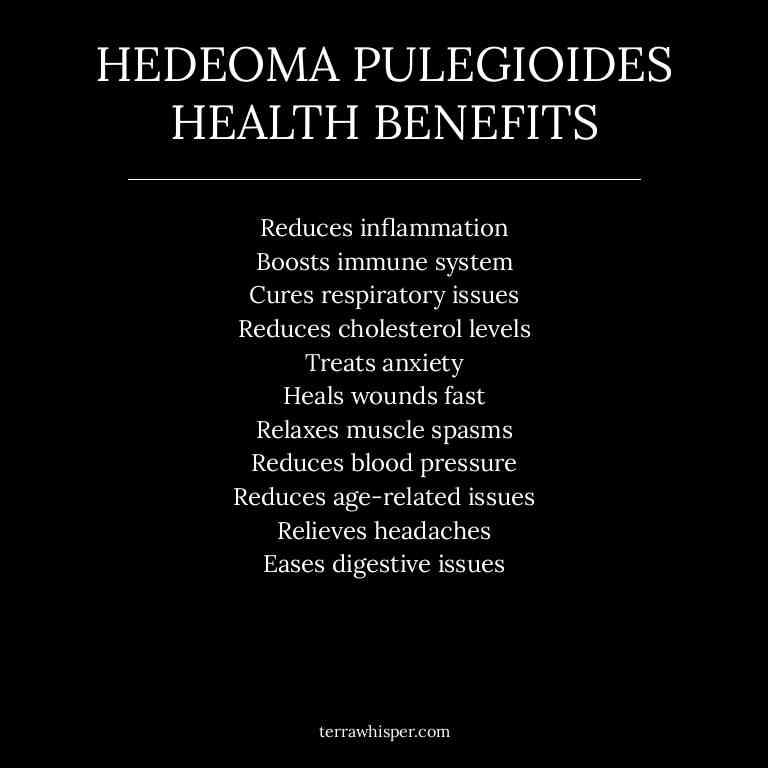 HEDEOMA PULEGIOIDES
HEALTH BENEFITS
Reduces inflammation
Boosts immune system
Cures respiratory issues
Reduces cholesterol levels
Treats anxiety
Heals wounds fast
Relaxes muscle spasms
Reduces blood pressure
Reduces age-related issues
Relieves headaches
Eases digestive issues
terrawhisper.com